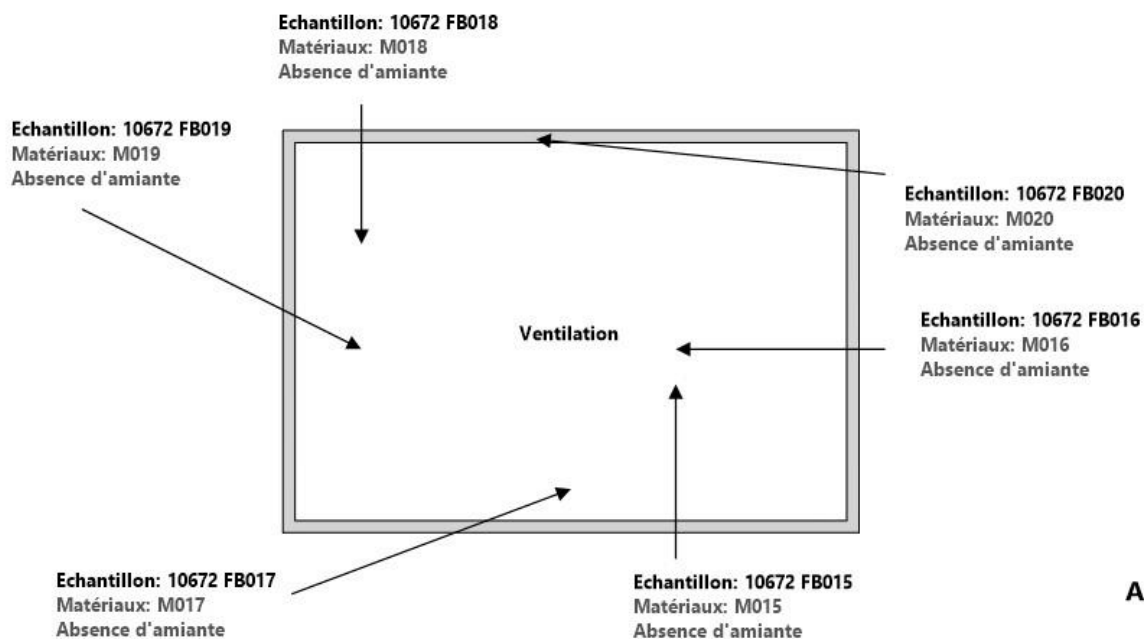 Echantillon: 10672 FB018
Matériaux: M018
Absence d'amiante
Echantillon: 10672 FB019
Matériaux: M019
Absence d'amiante
Echantillon: 10672 FB020
Matériaux: M020
Absence d'amiante
Ventilation
Echantillon: 10672 FB016
Matériaux: M016
Absence d'amiante
Echantillon: 10672 FB017
Matériaux: M017
Absence d'amiante
Echantillon: 10672 FB015
Matériaux: M015
Absence d'amiante
A